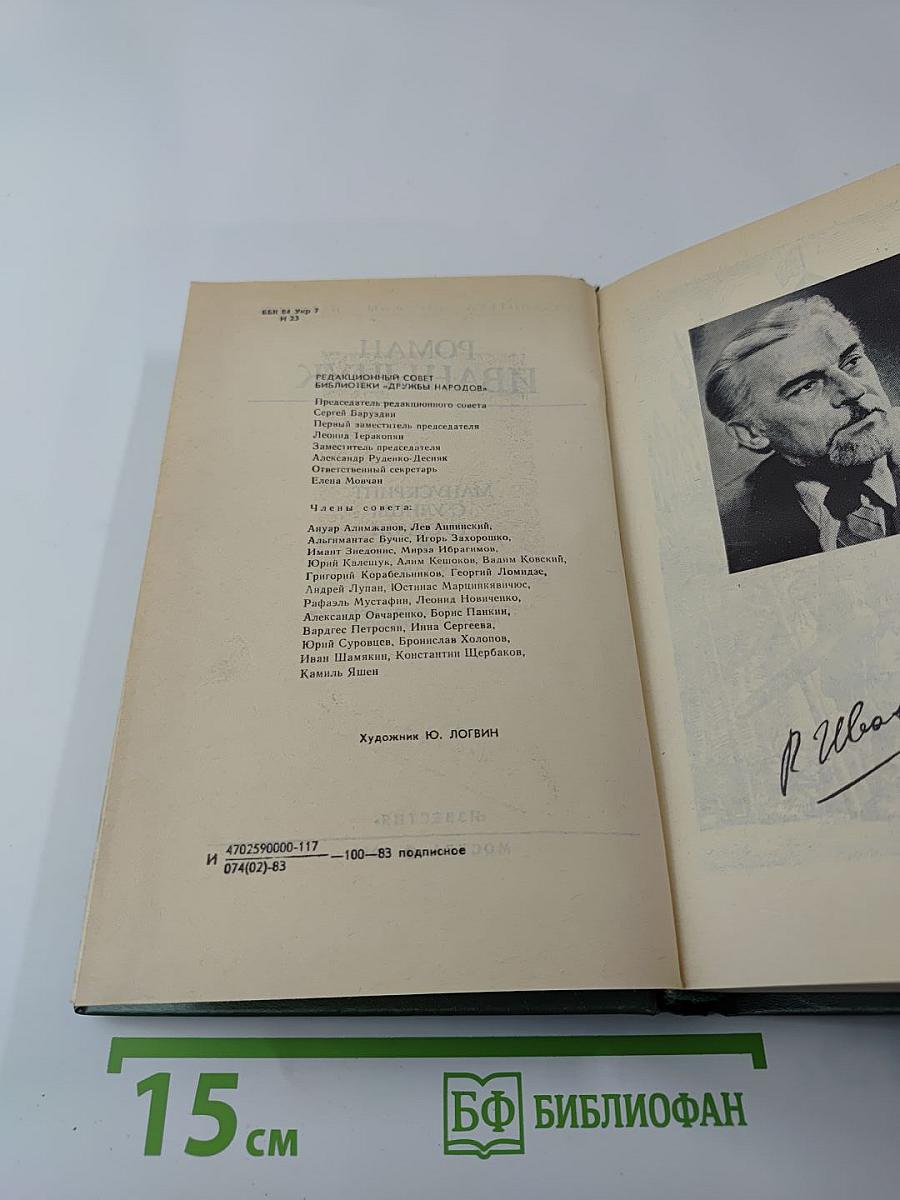 ББК 84 Укр 7
И 23
РЕДАКЦИОННЫЙ СОВЕТ
БИБЛИОТЕКИ «ДРУЖБЫ НАРОДОВ»
Председатель редакционного совета
Сергей Баруздин
Первый заместитель председателя
Леонид Теракопян
Заместитель председателя
Александр Руденко-Десняк
Ответственный секретарь
Елена Мовчан
Члены совета:
Ануар Алимжанов, Лев Аннинский,
Альгимантас Бучис, Игорь Захорошко,
Имант Зиедонис, Мирза Ибрагимов,
Юрий Калещук, Алим Кешоков, Вадим Ковский,
Григорий Корабельников, Георгий Ломидзе,
Андрей Лупан, Юстинас Марцинкявичюс,
Рафаэль Мустафин, Леонид Новиченко,
Александр Овчаренко, Борис Панкин,
Вардгес Петросян, Инна Сергеева,
Юрий Суровцев, Бронислав Холопов,
Иван Шамякин, Константин Щербаков,
Камиль Яшен
Художник Ю. ЛОГВИН
И 4702590000-117 —100—83 подписное
074(02)-83
15 см
БФ БИБЛИОФАН